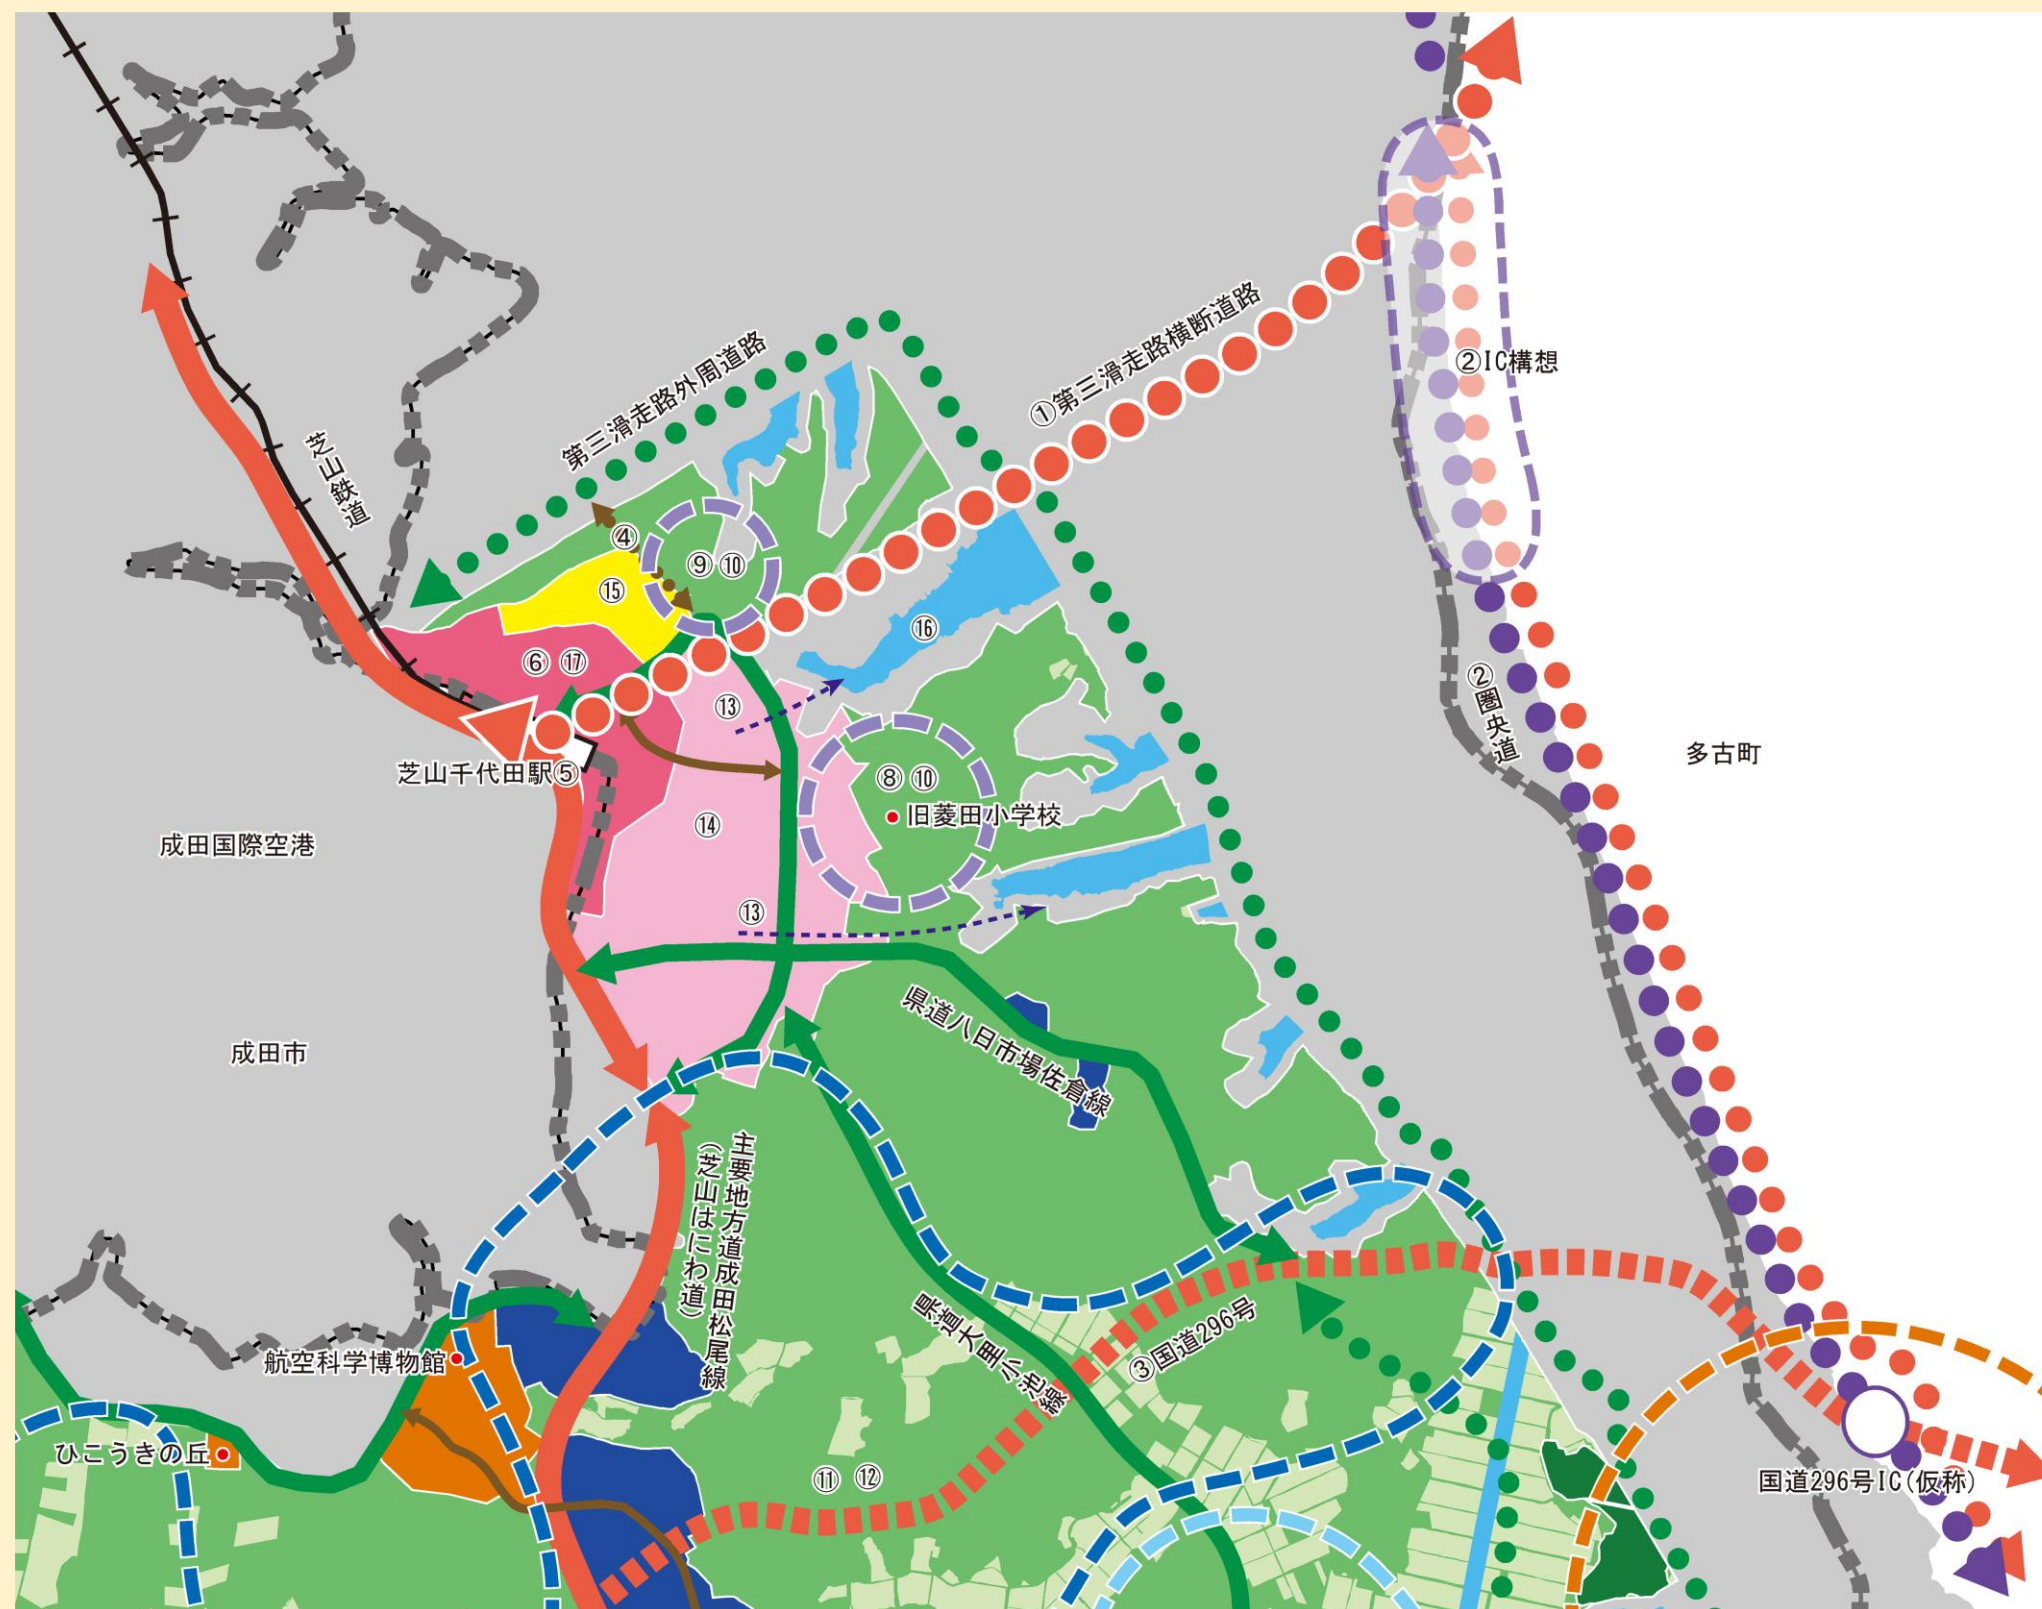 第三滑走路外周道路
①第三滑走路横断道路
②IC構想
芝山鉄道
④
⑨ ⑩
⑮
⑯
⑥ ⑰
②圏央道
⑬
多古町
芝山千代田駅⑤
⑧ ⑩
旧菱田小学校
⑭
成田国際空港
⑬
県道八日市場佐倉線
成田市
主要地方道成田松尾線
（芝山はにわ道）
県道大里小池線
③国道296号
航空科学博物館
ひこうきの丘
⑪ ⑫
国道296号IC（仮称）